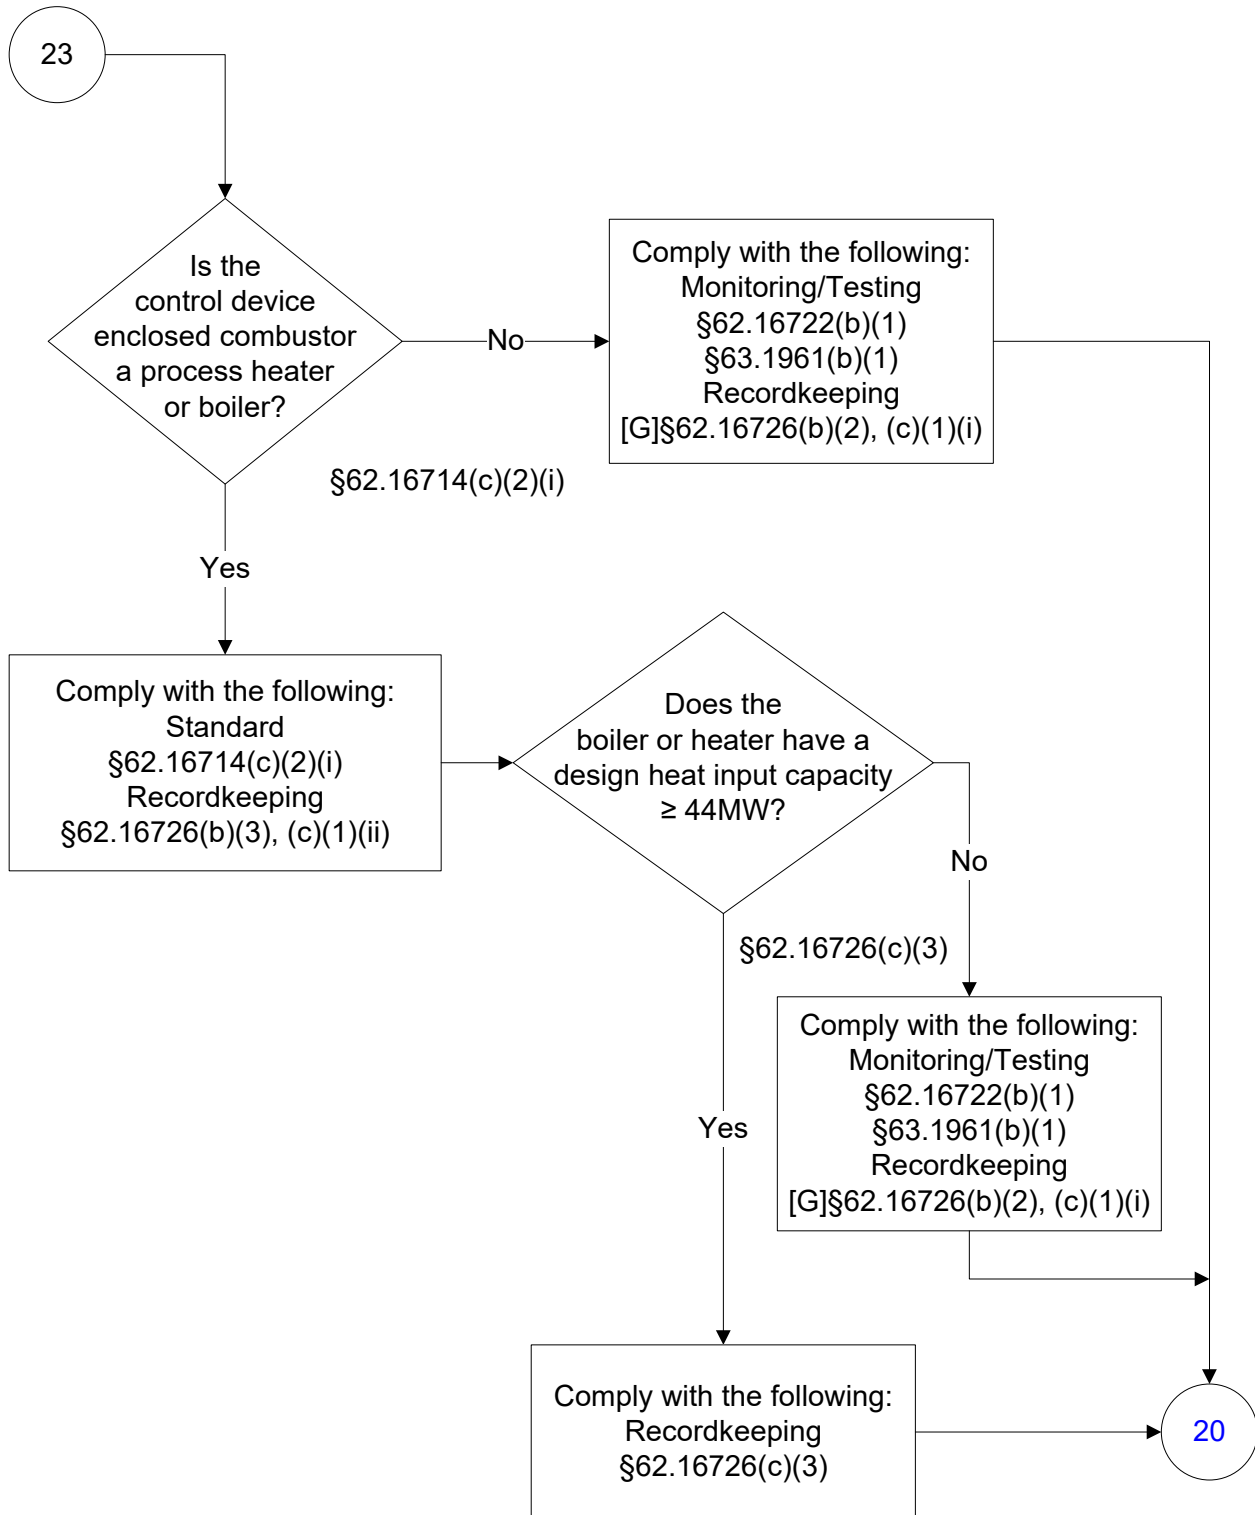 23
Is the
control device
enclosed combustor
a process heater
or boiler?
No
Comply with the following:
Monitoring/Testing
§62.16722(b)(1)
§63.1961(b)(1)
Recordkeeping
[G]§62.16726(b)(2), (c)(1)(i)
§62.16714(c)(2)(i)
Yes
Comply with the following:
Standard
§62.16714(c)(2)(i)
Recordkeeping
§62.16726(b)(3), (c)(1)(ii)
Does the
boiler or heater have a
design heat input capacity
≥ 44MW?
No
§62.16726(c)(3)
Comply with the following:
Monitoring/Testing
§62.16722(b)(1)
§63.1961(b)(1)
Recordkeeping
[G]§62.16726(b)(2), (c)(1)(i)
Yes
Comply with the following:
Recordkeeping
§62.16726(c)(3)
20